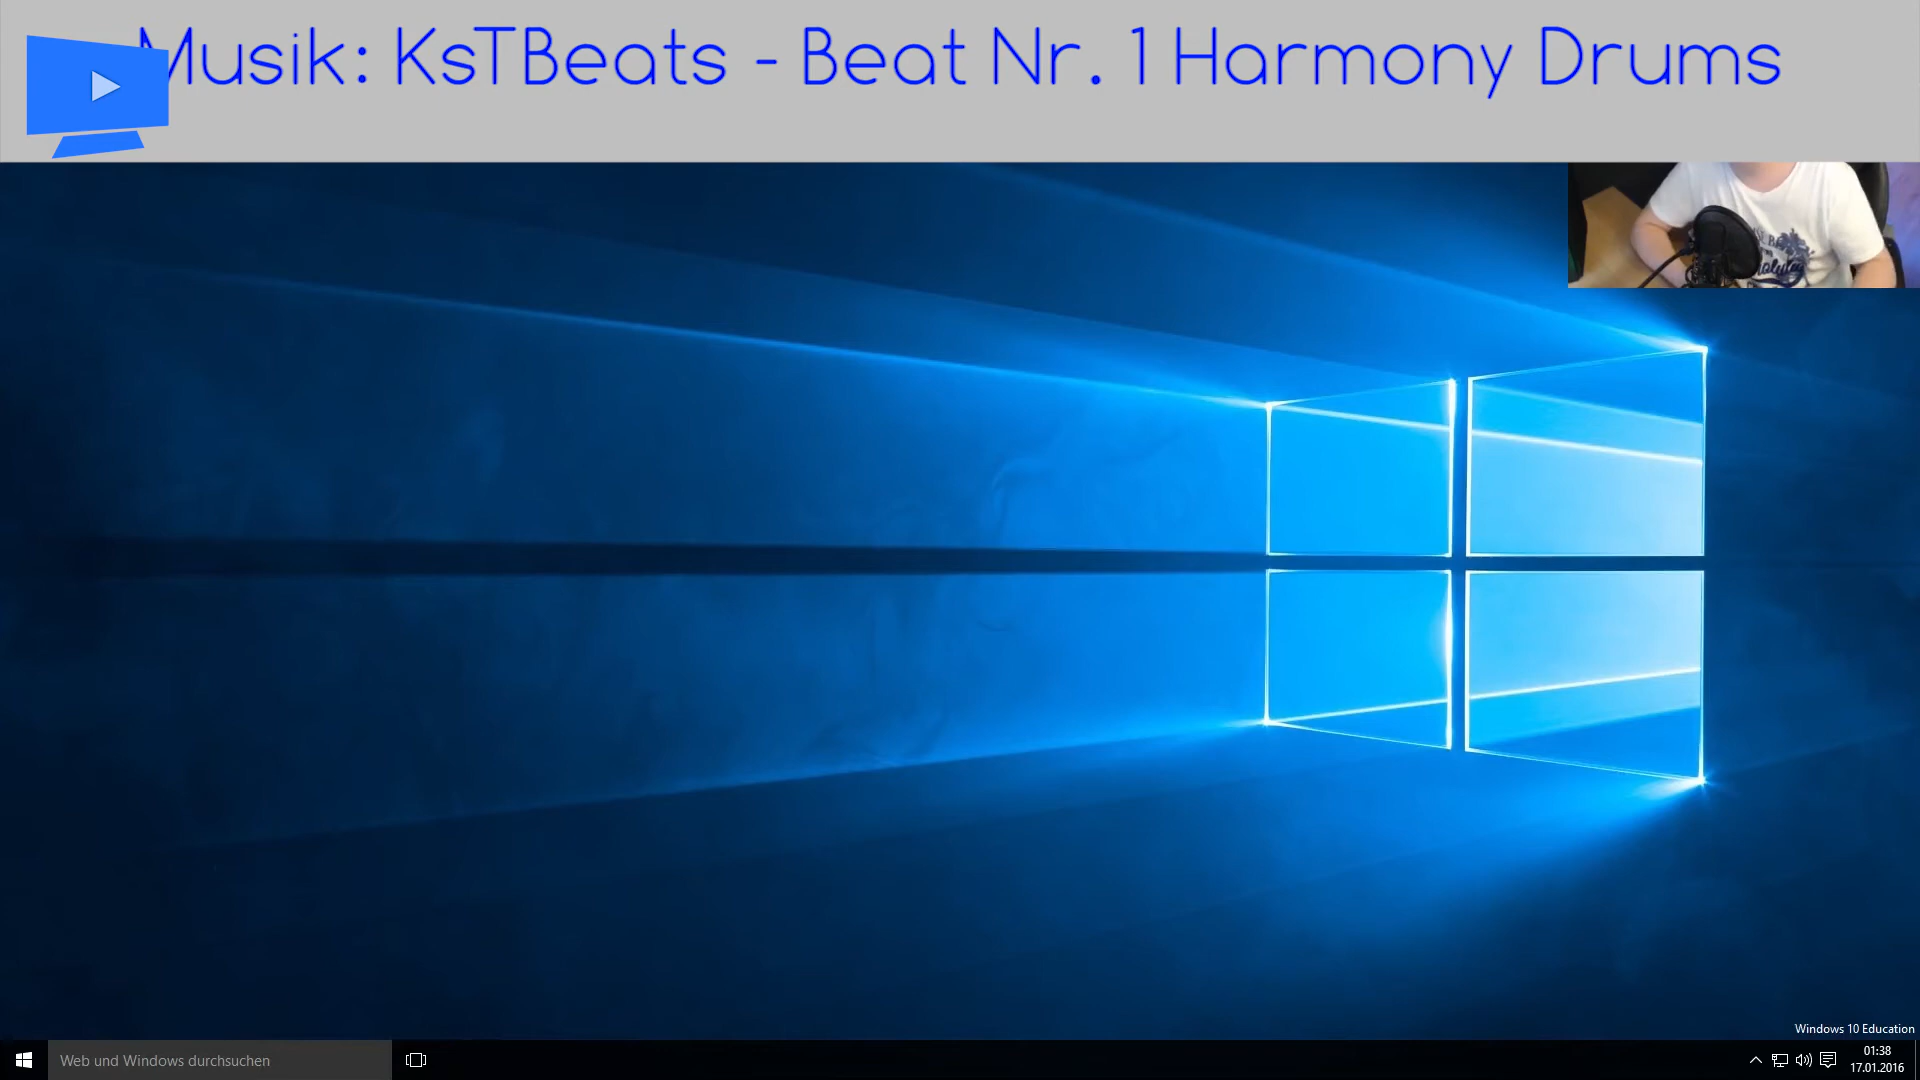 Musik: KsTBeats - Beat Nr. 1 Harmony Drums
Windows 10 Education
Web und Windows durchsuchen
01:38
17.01.2016